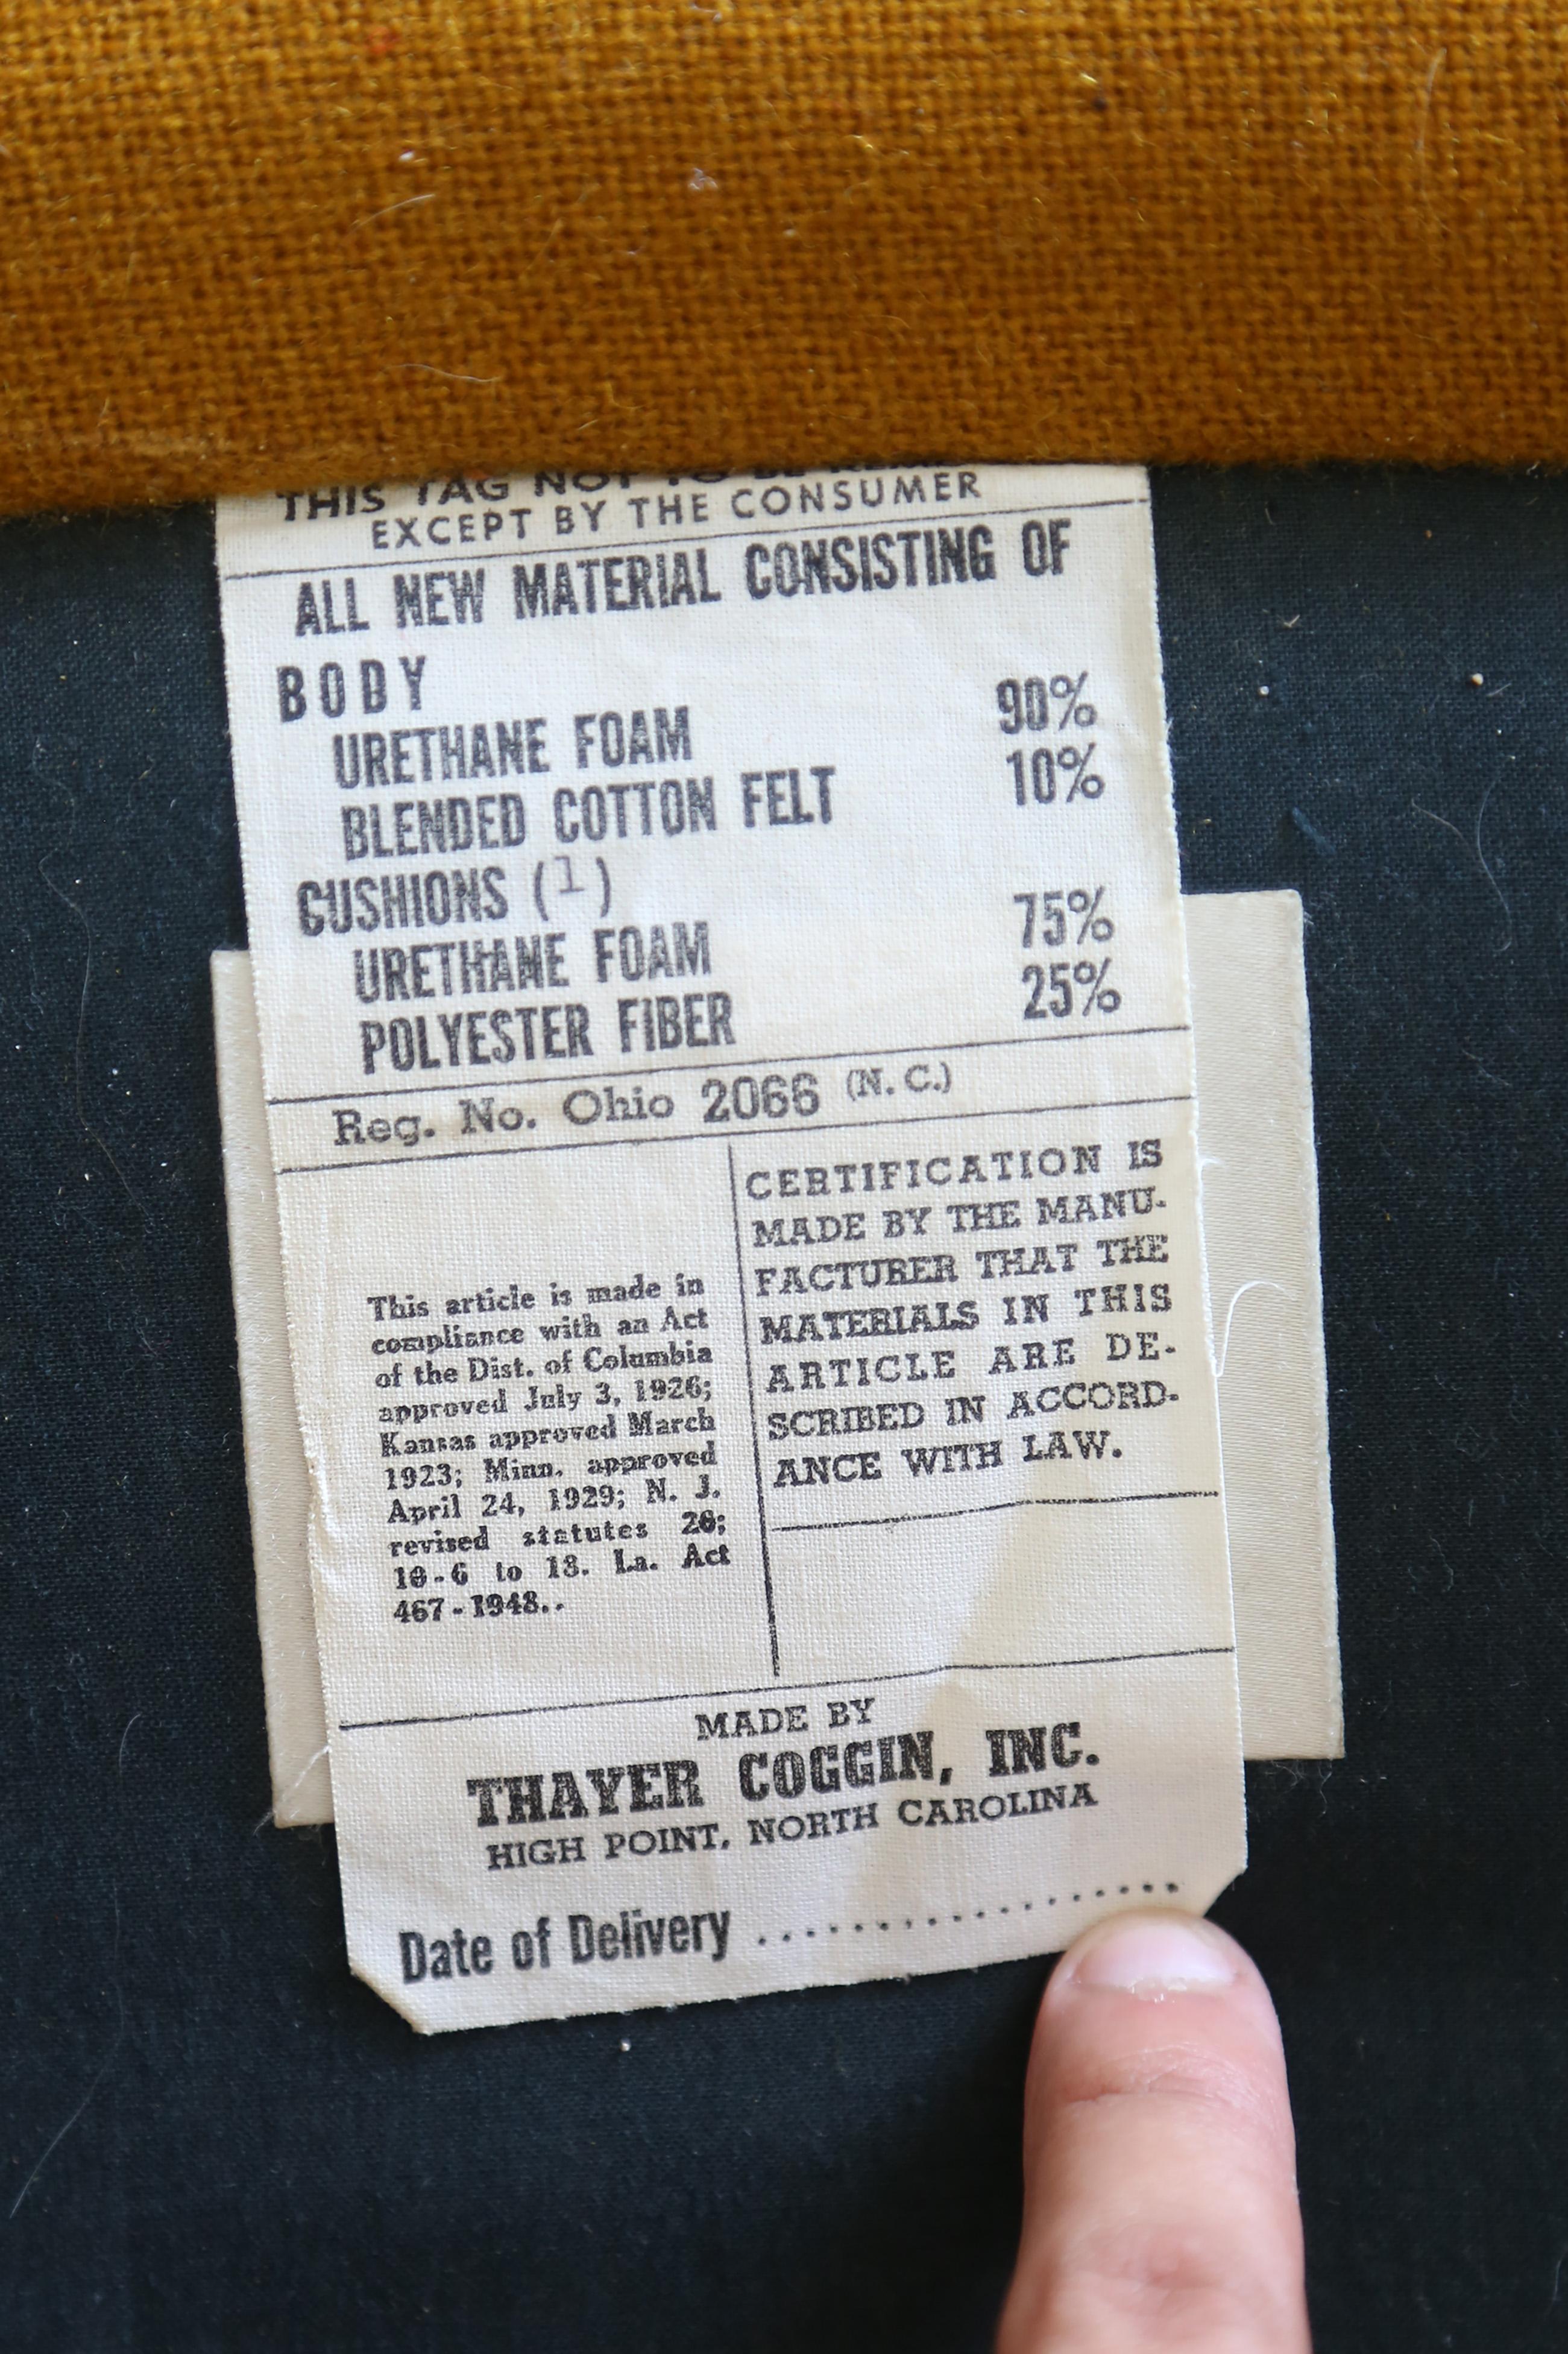 THIS TAG NOT TO BE
EXCEPT BY THE CONSUMER
ALL NEW MATERIAL CONSISTING OF
BODY
URETHANE FOAM 90%
BLENDED COTTON FELT 10%
CUSHIONS (1)
URETHANE FOAM 75%
POLYESTER FIBER 25%
Reg. No. Ohio 2066 (N. C.)
This article is made in
compliance with an Act
of the Dist. of Columbia
approved July 3, 1926;
Kansas approved March
1923; Minn. approved
April 24, 1929; N. J.
revised statutes 26;
10-6 to 18. La. Act
467-1948..
CERTIFICATION IS
MADE BY THE MANU-
FACTURER THAT THE
MATERIALS IN THIS
ARTICLE ARE DE-
SCRIBED IN ACCORD-
ANCE WITH LAW.
MADE BY
THAYER COGGIN, INC.
HIGH POINT, NORTH CAROLINA
Date of Delivery ....................